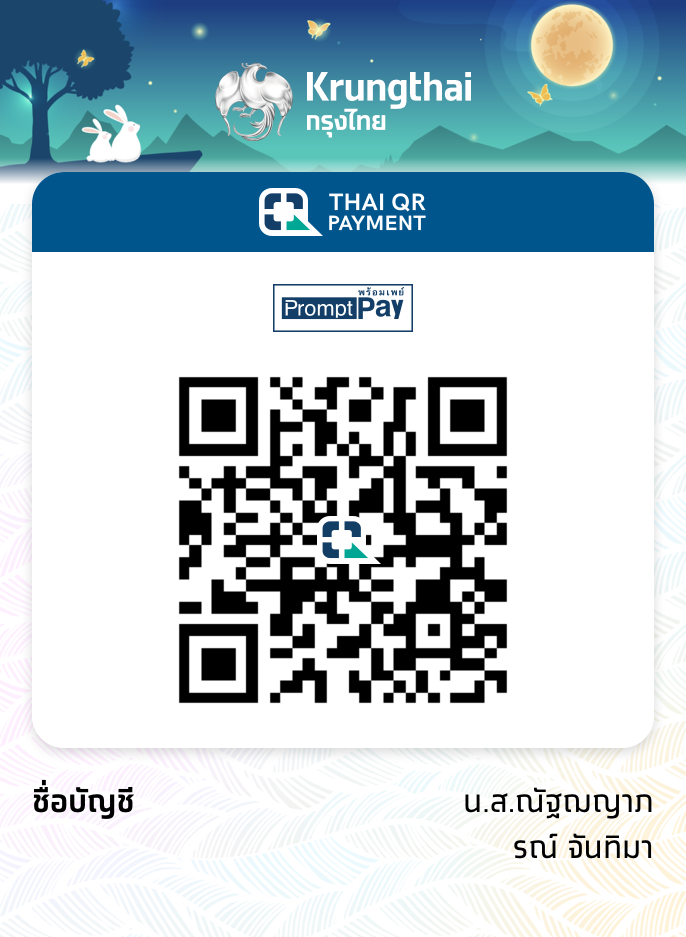 Krungthai
กรุงไทย
THAI QR
PAYMENT
พร้อมเพย์
PromptPay
ชื่อบัญชี
น.ส.ณัฐฌญาภ
รณ์ จันทิมา